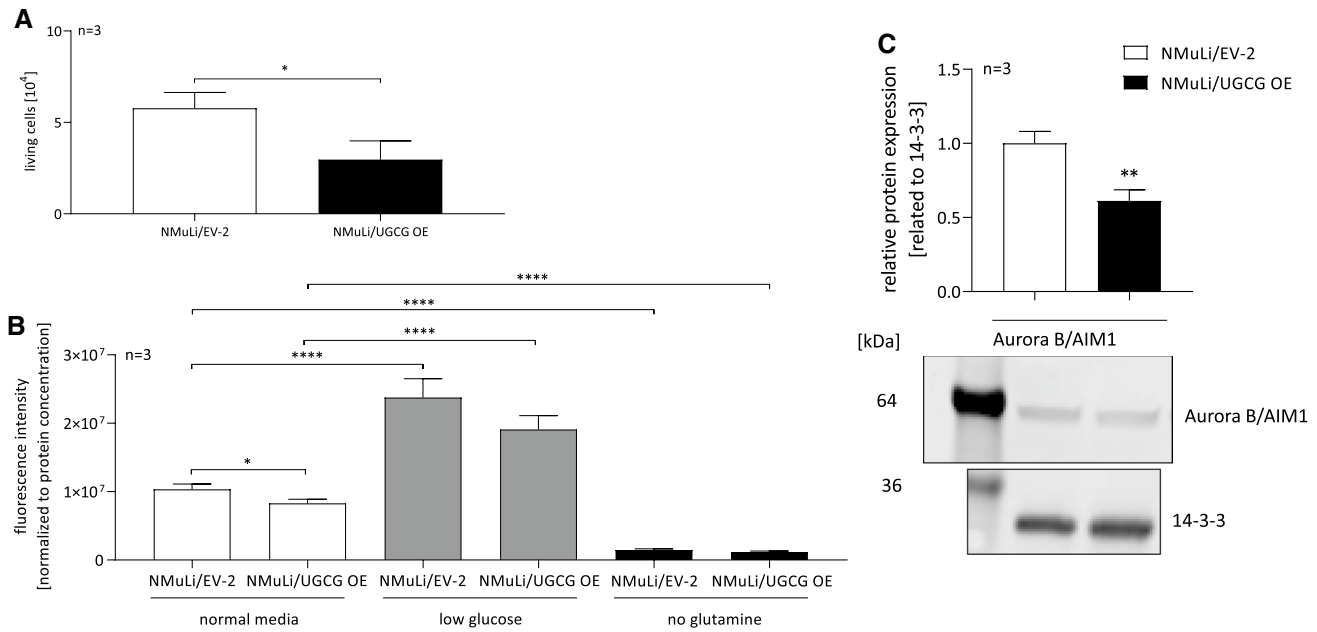 A
n=3
10
5
0
living cells [10⁴]
*
NMuLi/EV-2
NMuLi/UGCG OE
B
n=3
3×10⁷
2×10⁷
1×10⁷
0
fluorescence intensity
[normalized to protein concentration]
****
****
****
****
*
NMuLi/EV-2
NMuLi/UGCG OE
NMuLi/EV-2
NMuLi/UGCG OE
NMuLi/EV-2
NMuLi/UGCG OE
normal media
low glucose
no glutamine
C
NMuLi/EV-2
NMuLi/UGCG OE
n=3
1.5
1.0
0.5
0.0
relative protein expression
[related to 14-3-3]
**
Aurora B/AIM1
[kDa]
64
Aurora B/AIM1
36
14-3-3